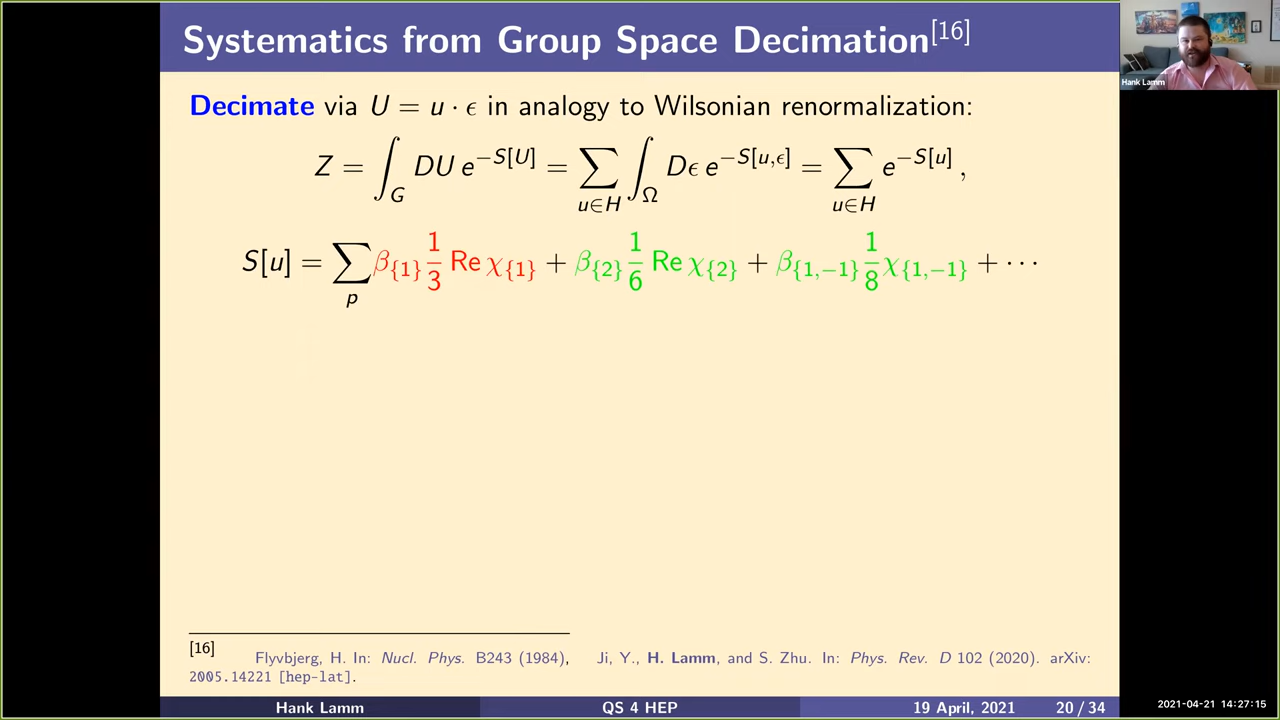 Systematics from Group Space Decimation[16]
Hank Lamm
Decimate via U = u · ϵ in analogy to Wilsonian renormalization:
Z = ∫_G DU e^{−S[U]} = ∑_{u∈H} ∫_Ω Dϵ e^{−S[u,ϵ]} = ∑_{u∈H} e^{−S[u]} ,
S[u] = ∑_p β_{{1}} 1/3 Re χ_{{1}} + β_{{2}} 1/6 Re χ_{{2}} + β_{{1,−1}} 1/8 χ_{{1,−1}} + ⋯
[16] Flyvbjerg, H. In: Nucl. Phys. B243 (1984), Ji, Y., H. Lamm, and S. Zhu. In: Phys. Rev. D 102 (2020). arXiv:
2005.14221 [hep-lat].
Hank Lamm QS 4 HEP 19 April, 2021 20 / 34
2021-04-21 14:27:15